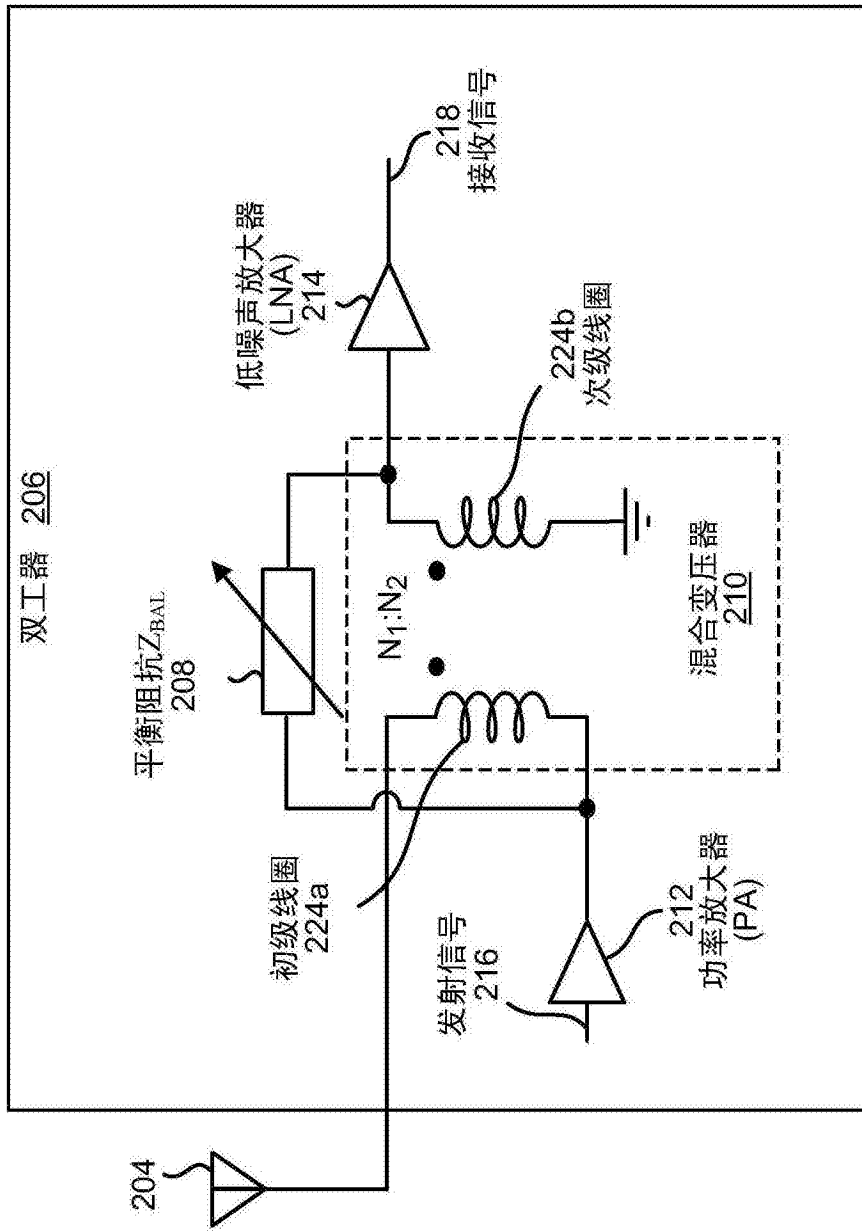 双工器 206
平衡阻抗Z_BAL
208
低噪声放大器
(LNA)
214
218
接收信号
N₁:N₂
224b
次级线圈
混合变压器
210
初级线圈
224a
发射信号
216
212
功率放大器
(PA)
204